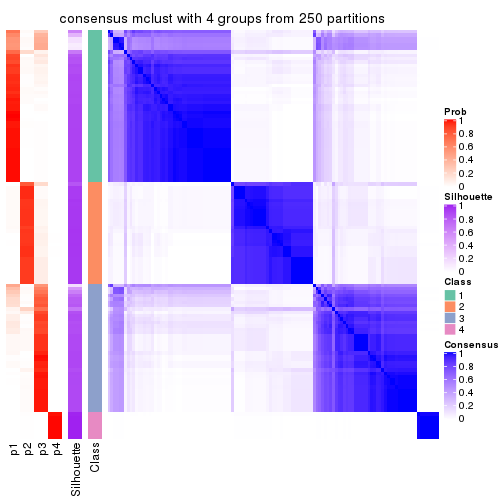 consensus mclust with 4 groups from 250 partitions
Prob
1
0.8
0.6
0.4
0.2
0
Silhouette
1
0.8
0.6
0.4
0.2
0
Class
1
2
3
4
Consensus
1
0.8
0.6
0.4
0.2
0
p1
p2
p3
p4
Silhouette
Class